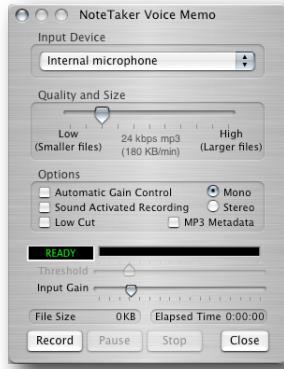 NoteTaker Voice Memo
Input Device
Internal microphone
Quality and Size
Low 24 kbps mp3 High
(Smaller files) (180 KB/min) (Larger files)
Options
Automatic Gain Control Mono
Sound Activated Recording Stereo
Low Cut MP3 Metadata
READY
Threshold
Input Gain
File Size 0KB Elapsed Time 0:00:00
Record Pause Stop Close